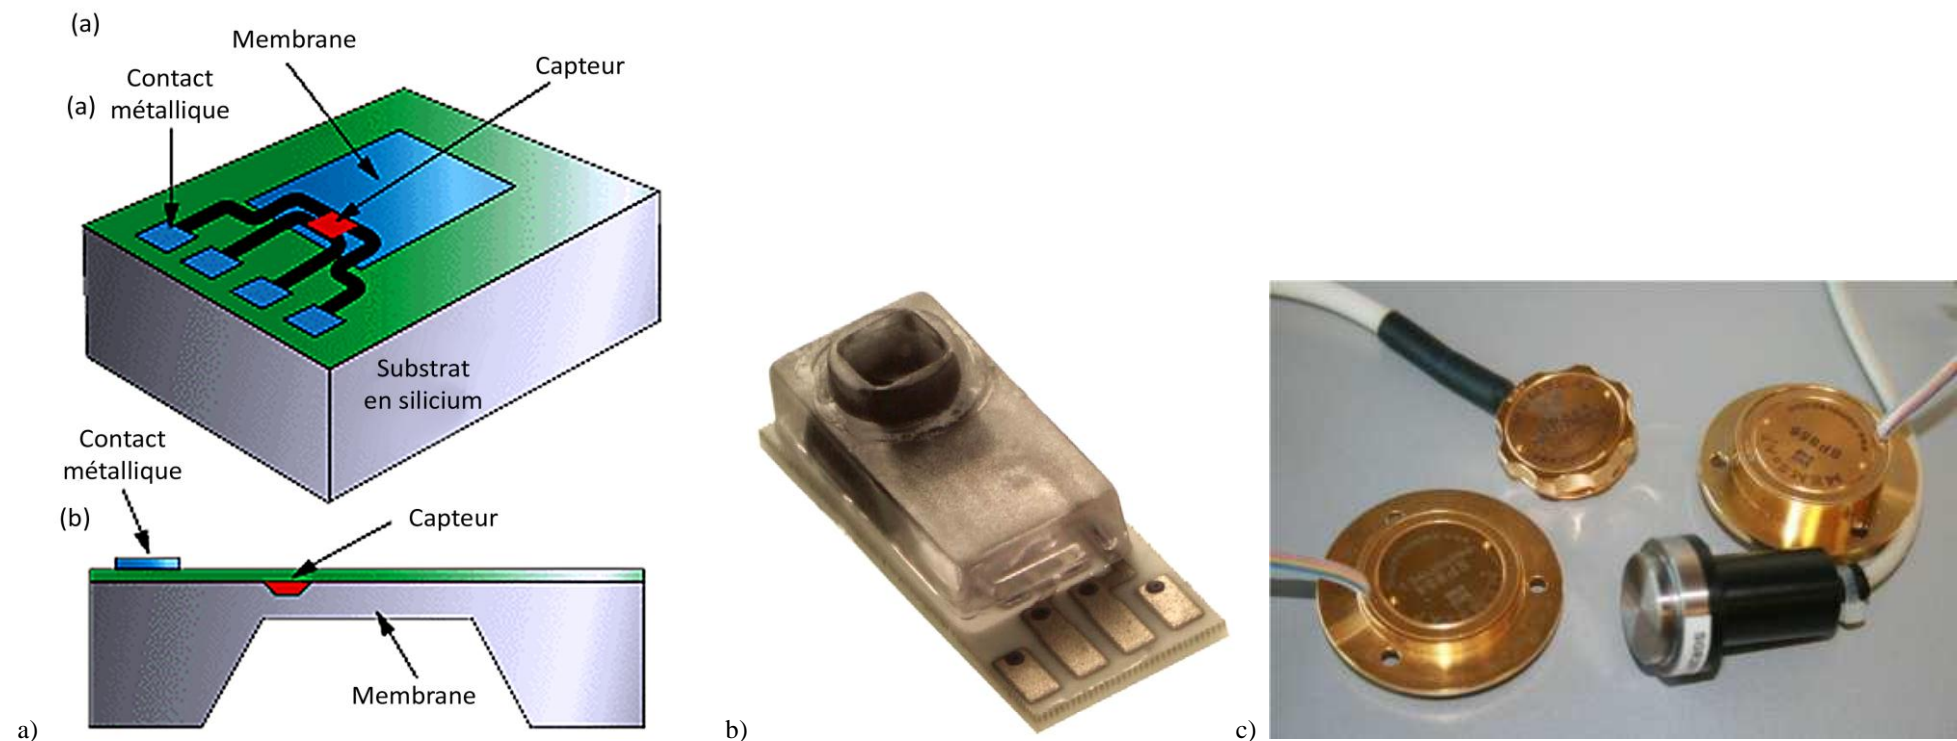 (a)
Membrane
Capteur
Contact
métallique
(a)
Substrat
en silicium
Contact
métallique
(b)
Capteur
Membrane
a)
b)
c)